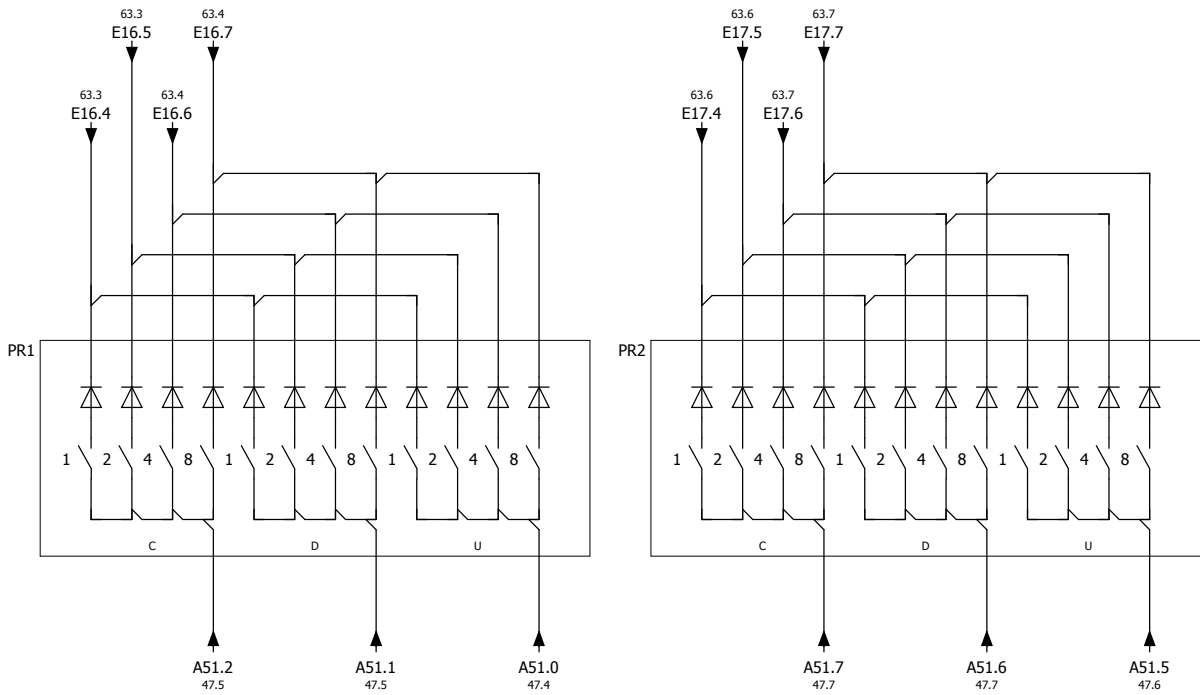 63.3 63.4 63.6 63.7
E16.5 E16.7 E17.5 E17.7
63.3 63.4 63.6 63.7
E16.4 E16.6 E17.4 E17.6
PR1 PR2
1 2 4 8 1 2 4 8 1 2 4 8 1 2 4 8 1 2 4 8 1 2 4 8
C D U C D U
A51.2 A51.1 A51.0 A51.7 A51.6 A51.5
47.5 47.5 47.4 47.7 47.7 47.6